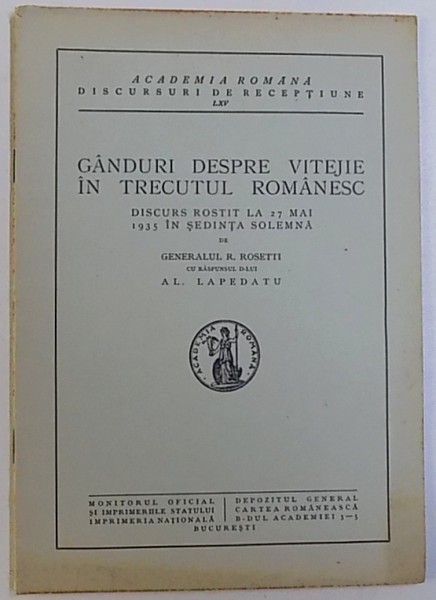 ACADEMIA ROMÂNĂ
DISCURSURI DE RECEPȚIUNE
LXV
GÂNDURI DESPRE VITEJIE
ÎN TRECUTUL ROMÂNESC
DISCURS ROSTIT LA 27 MAI
1935 ÎN ȘEDINȚA SOLEMNĂ
DE
GENERALUL R. ROSETTI
CU RĂSPUNSUL D-LUI
AL. LAPEDATU
· ACADEMIA ROMANA ·
MONITORUL OFICIAL
ȘI IMPRIMERIILE STATULUI
IMPRIMERIA NAȚIONALĂ
DEPOZITUL GENERAL
CARTEA ROMÂNEASCĂ
B-DUL ACADEMIEI 3—5
BUCUREȘTI